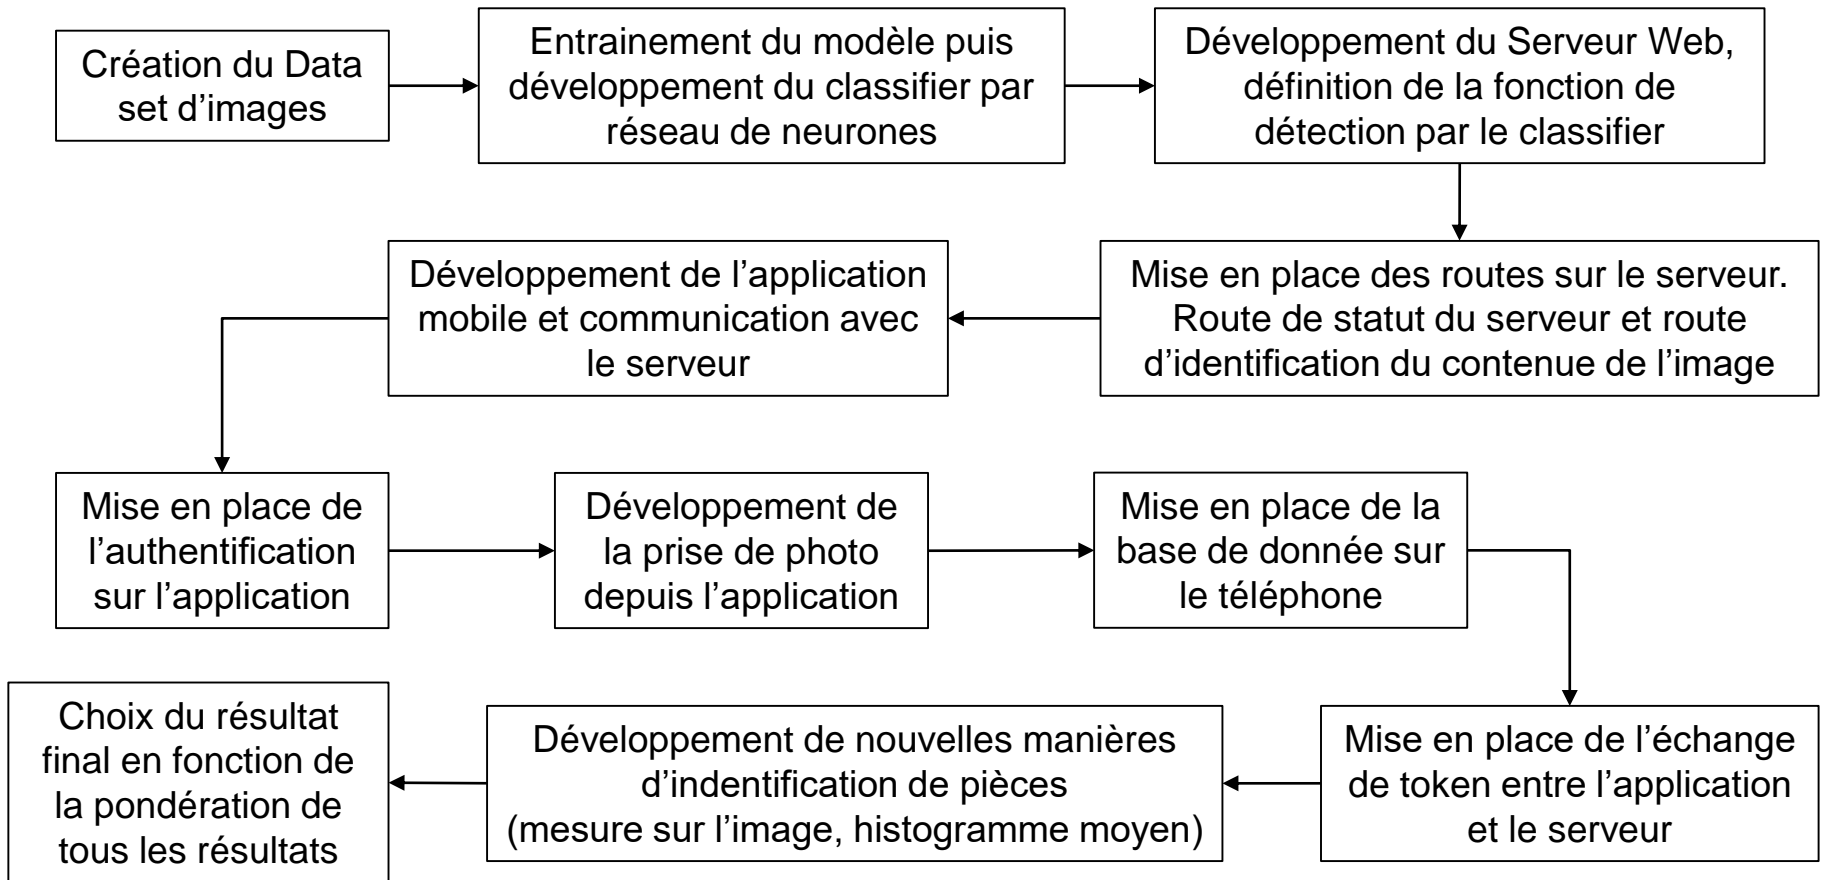 Création du Data
set d’images
Entrainement du modèle puis
développement du classifier par
réseau de neurones
Développement du Serveur Web,
définition de la fonction de
détection par le classifier
Mise en place des routes sur le serveur.
Route de statut du serveur et route
d’identification du contenue de l’image
Développement de l’application
mobile et communication avec
le serveur
Mise en place de
l’authentification
sur l’application
Développement de
la prise de photo
depuis l’application
Mise en place de la
base de donnée sur
le téléphone
Mise en place de l’échange
de token entre l’application
et le serveur
Développement de nouvelles manières
d’indentification de pièces
(mesure sur l’image, histogramme moyen)
Choix du résultat
final en fonction de
la pondération de
tous les résultats